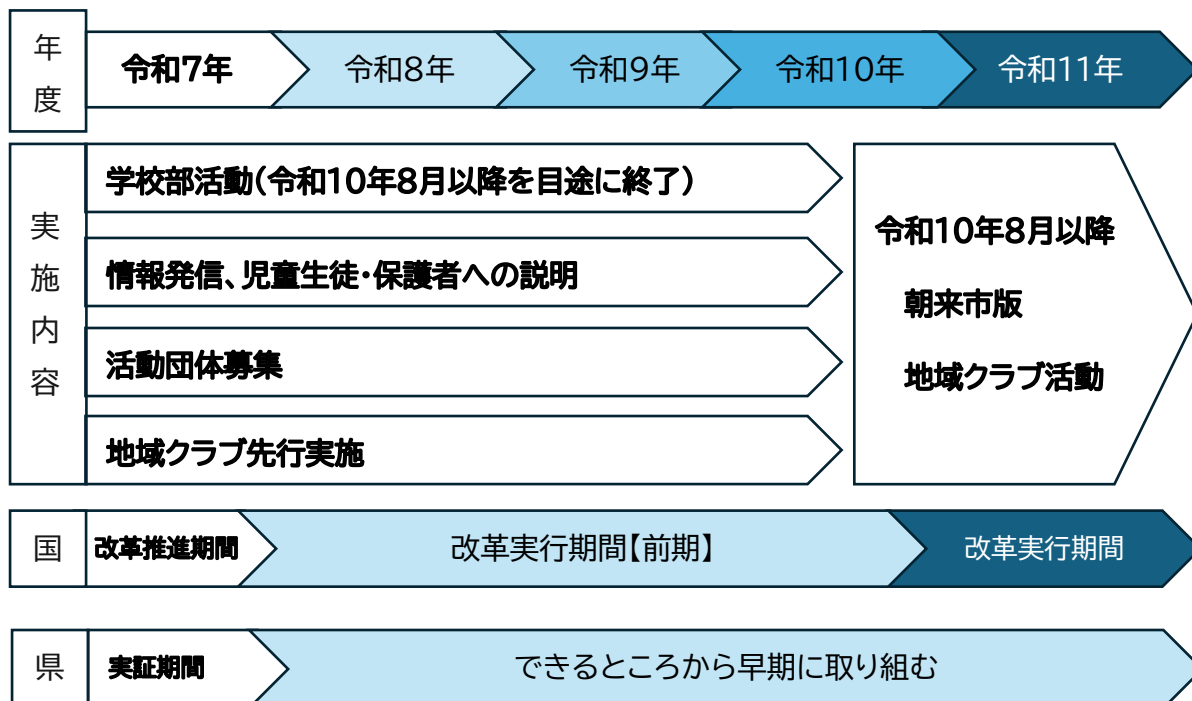 年度
令和7年
令和8年
令和9年
令和10年
令和11年
実施内容
学校部活動(令和10年8月以降を目途に終了)
情報発信、児童生徒・保護者への説明
活動団体募集
地域クラブ先行実施
令和10年8月以降
朝来市版
地域クラブ活動
国
改革推進期間
改革実行期間【前期】
改革実行期間
県
実証期間
できるところから早期に取り組む